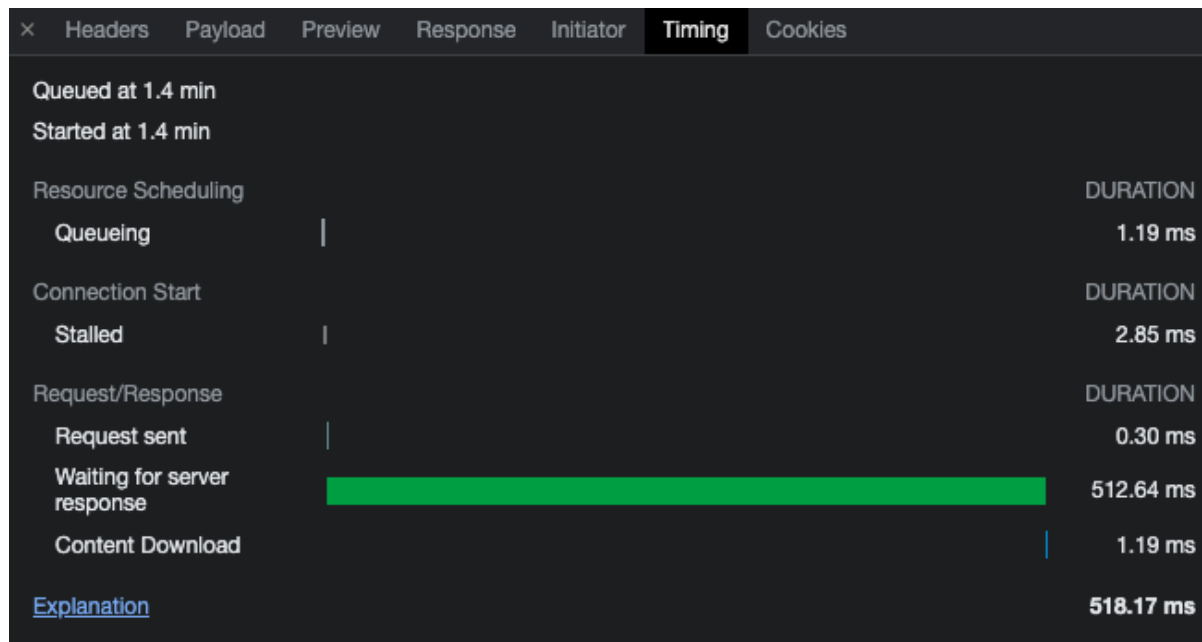 × Headers Payload Preview Response Initiator Timing Cookies
Queued at 1.4 min
Started at 1.4 min
Resource Scheduling DURATION
Queueing 1.19 ms
Connection Start DURATION
Stalled 2.85 ms
Request/Response DURATION
Request sent 0.30 ms
Waiting for server
response 512.64 ms
Content Download 1.19 ms
Explanation 518.17 ms